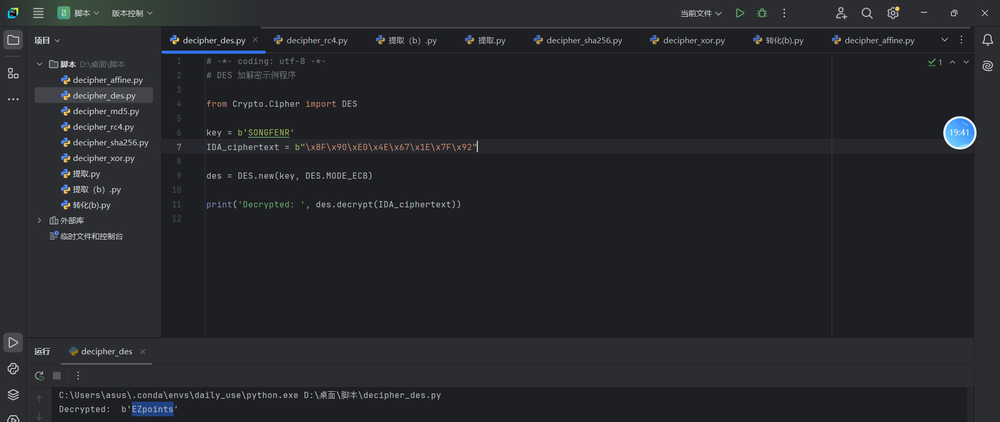 脚本 版本控制 当前文件
项目
decipher_des.py decipher_rc4.py 提取（b）.py 提取.py decipher_sha256.py decipher_xor.py 转化(b).py decipher_affine.py
脚本 D:\桌面\脚本
decipher_affine.py
decipher_des.py
decipher_md5.py
decipher_rc4.py
decipher_sha256.py
decipher_xor.py
提取.py
提取（b）.py
转化(b).py
外部库
临时文件和控制台
1 # -*- coding: utf-8 -*-
2 # DES 加解密示例程序
3
4 from Crypto.Cipher import DES
5
6 key = b'SONGFENR'
7 IDA_ciphertext = b"\x8F\x90\xE0\x4E\x67\x1E\x7F\x92"
8
9 des = DES.new(key, DES.MODE_ECB)
10
11 print('Decrypted: ', des.decrypt(IDA_ciphertext))
12
1
19:41
运行 decipher_des
C:\Users\asus\.conda\envs\daily_use\python.exe D:\桌面\脚本\decipher_des.py
Decrypted:  b'EZpoints'